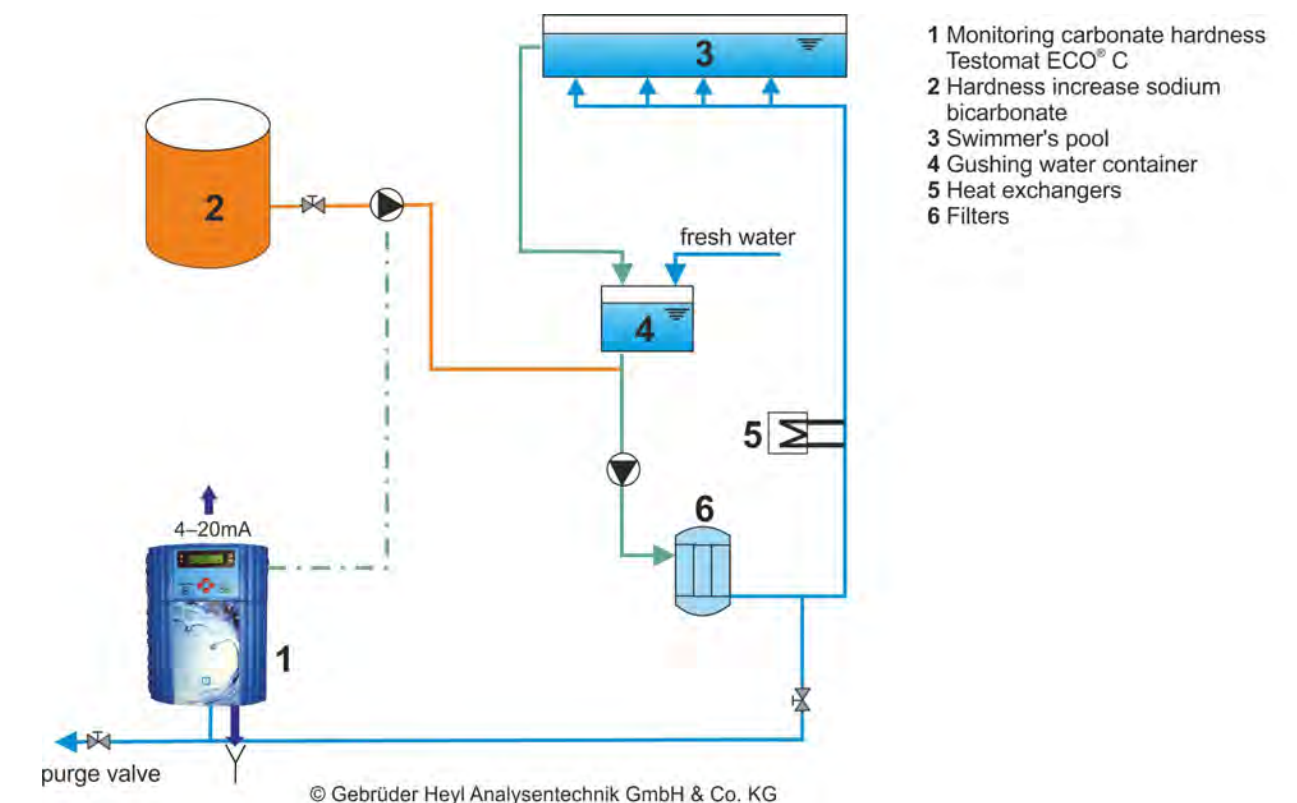 3
1 Monitoring carbonate hardness
Testomat ECO® C
2 Hardness increase sodium
bicarbonate
3 Swimmer's pool
4 Gushing water container
5 Heat exchangers
6 Filters
2
fresh water
4
5
6
4–20mA
1
purge valve
© Gebrüder Heyl Analysentechnik GmbH & Co. KG